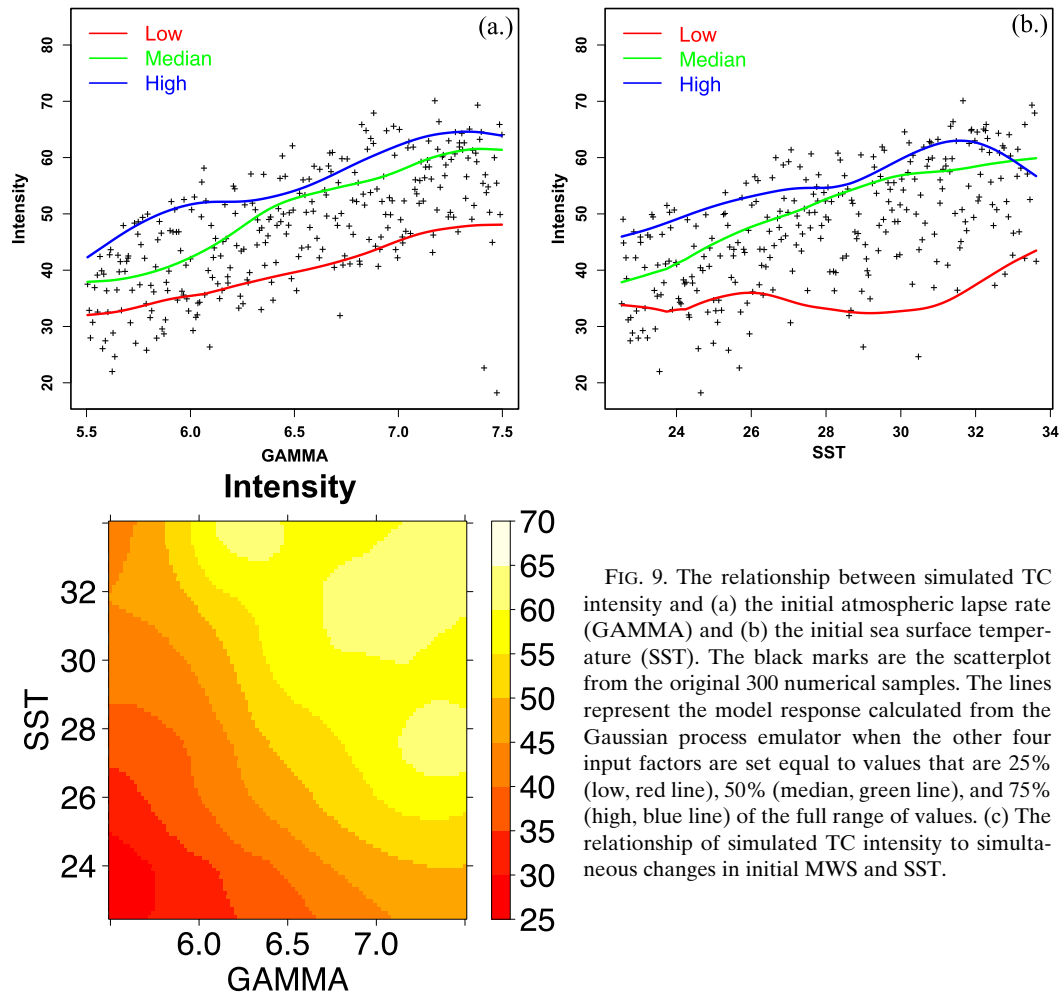 (a.)
Low
Median
High
Intensity
80
70
60
50
40
30
20
5.5 6.0 6.5 7.0 7.5
GAMMA
(b.)
Low
Median
High
Intensity
80
70
60
50
40
30
20
24 26 28 30 32 34
SST
Intensity
SST
32
30
28
26
24
6.0 6.5 7.0
GAMMA
70
65
60
55
50
45
40
35
30
25
FIG. 9. The relationship between simulated TC
intensity and (a) the initial atmospheric lapse rate
(GAMMA) and (b) the initial sea surface temper-
ature (SST). The black marks are the scatterplot
from the original 300 numerical samples. The lines
represent the model response calculated from the
Gaussian process emulator when the other four
input factors are set equal to values that are 25%
(low, red line), 50% (median, green line), and 75%
(high, blue line) of the full range of values. (c) The
relationship of simulated TC intensity to simulta-
neous changes in initial MWS and SST.